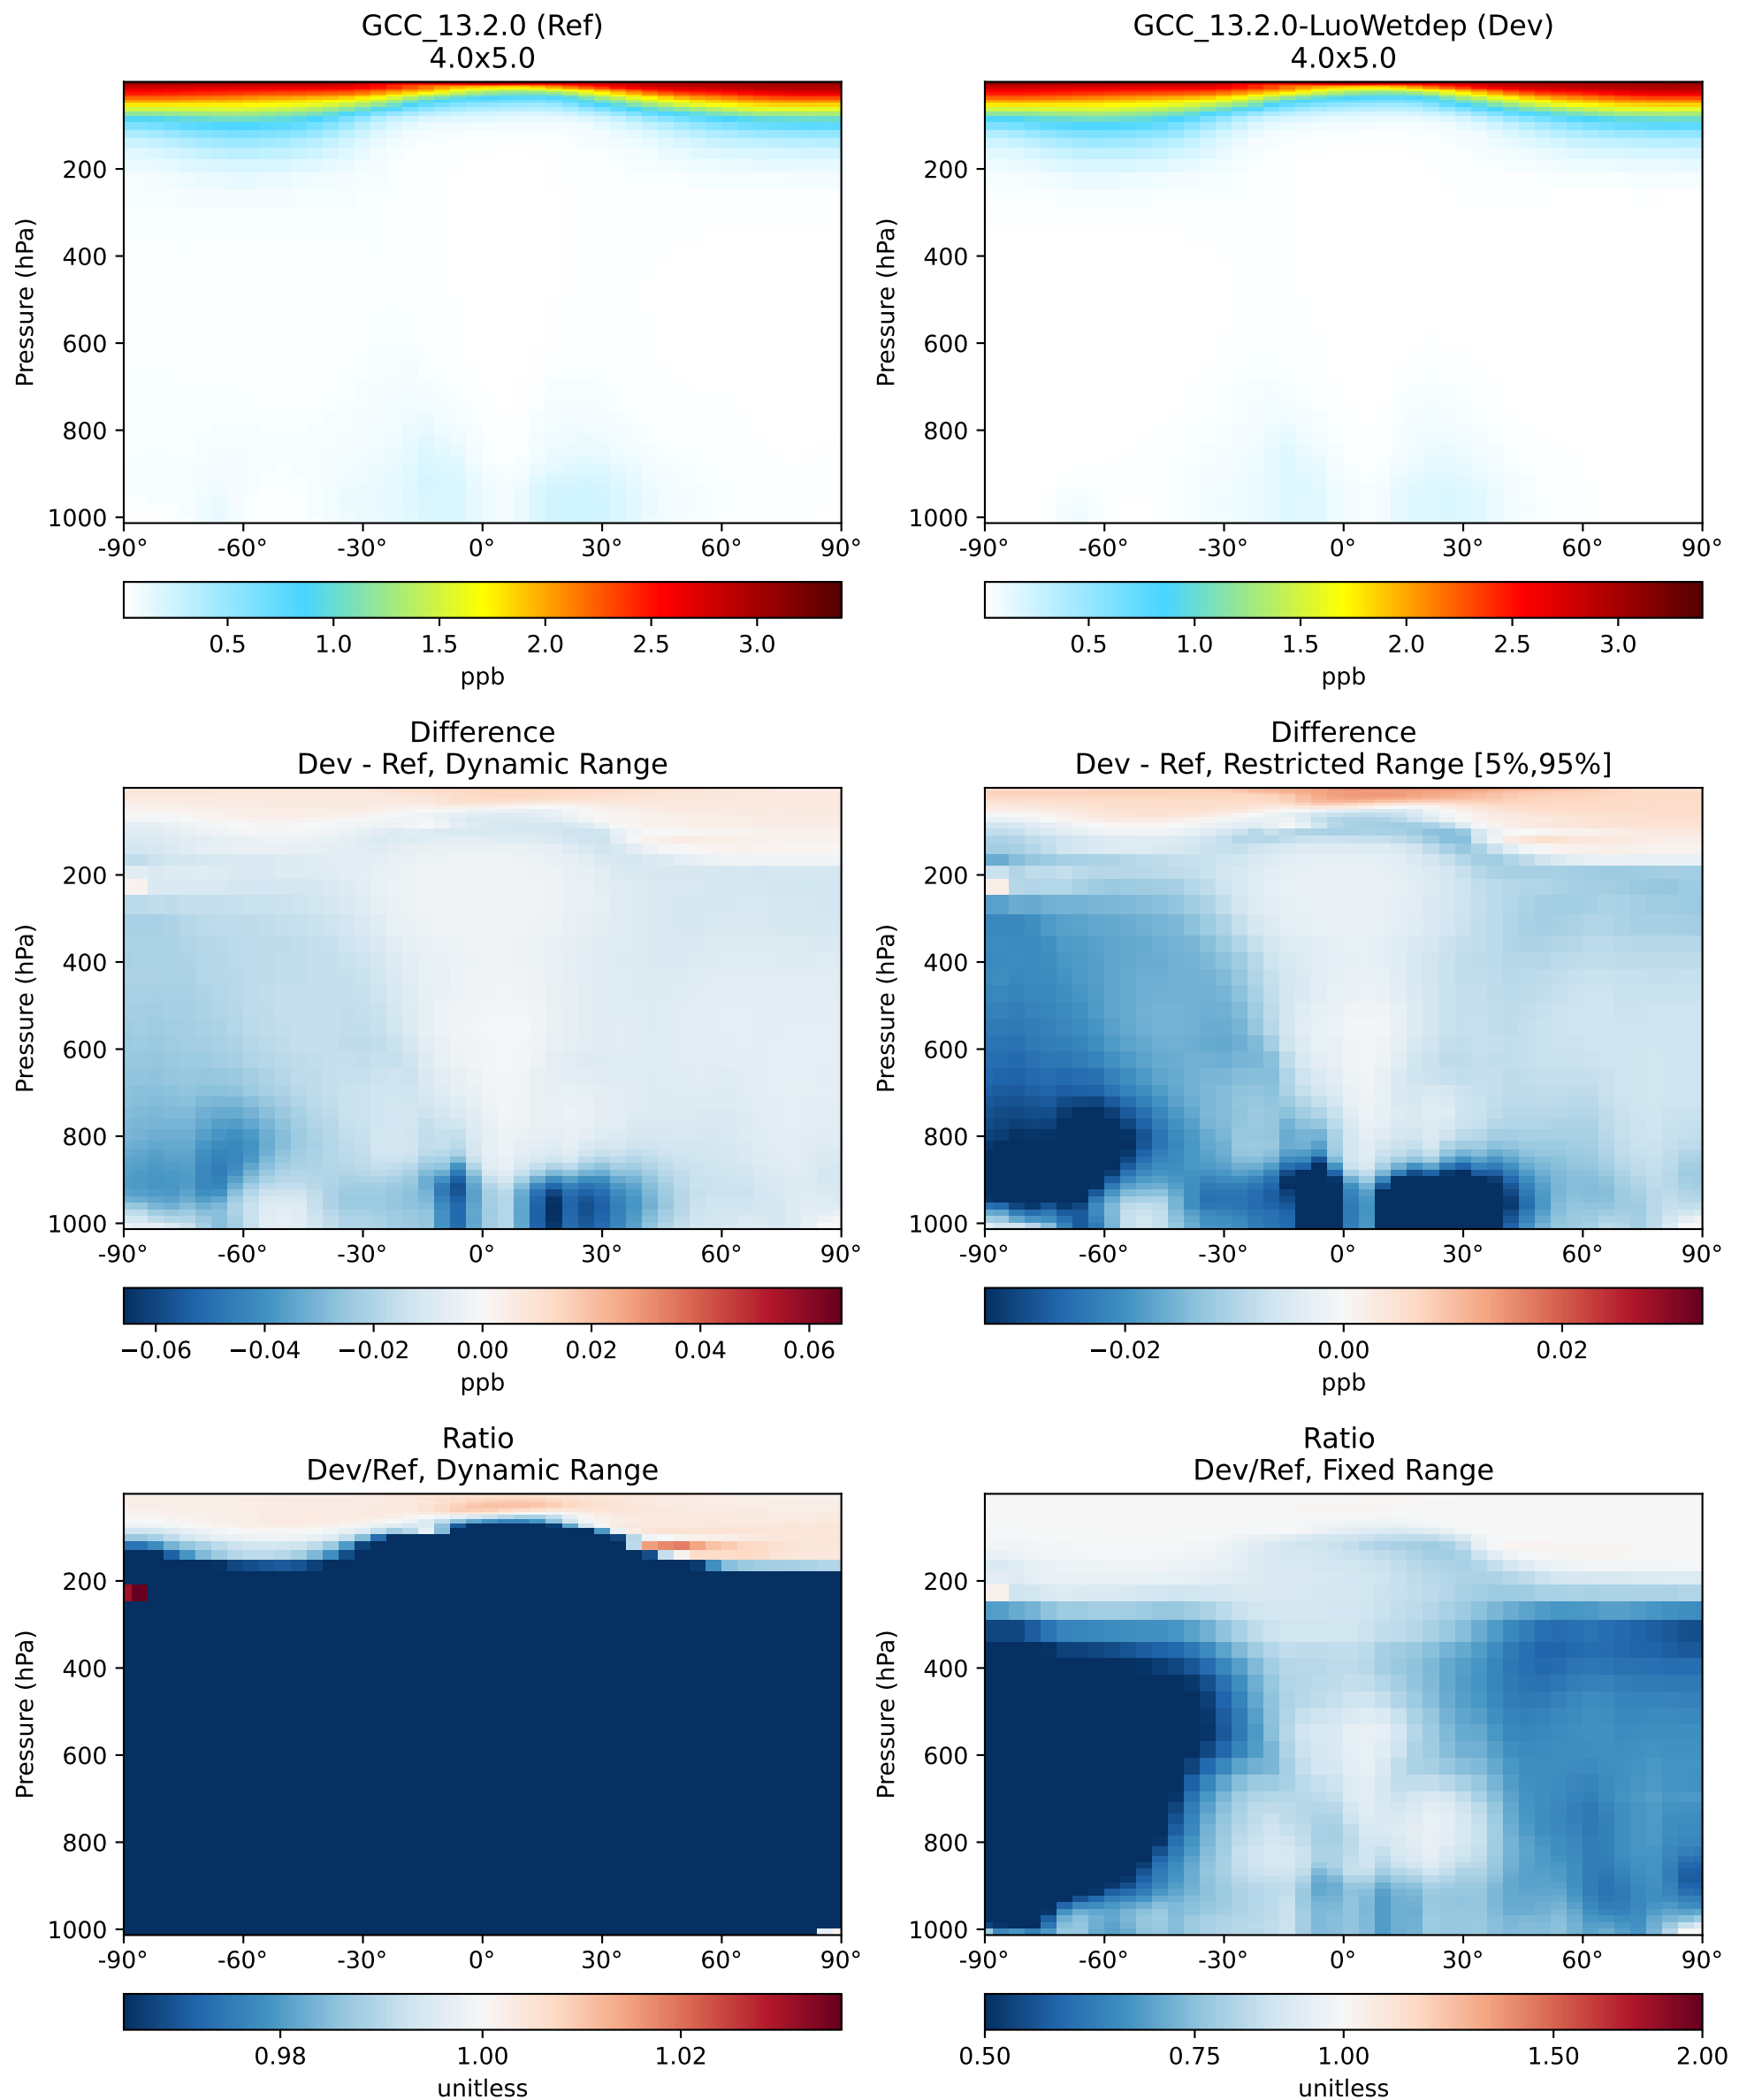 GCC_13.2.0 (Ref)
4.0x5.0
Pressure (hPa)
200
400
600
800
1000
-90° -60° -30° 0° 30° 60° 90°
0.5 1.0 1.5 2.0 2.5 3.0
ppb
GCC_13.2.0-LuoWetdep (Dev)
4.0x5.0
Pressure (hPa)
200
400
600
800
1000
-90° -60° -30° 0° 30° 60° 90°
0.5 1.0 1.5 2.0 2.5 3.0
ppb
Difference
Dev - Ref, Dynamic Range
Pressure (hPa)
200
400
600
800
1000
-90° -60° -30° 0° 30° 60° 90°
−0.06 −0.04 −0.02 0.00 0.02 0.04 0.06
ppb
Difference
Dev - Ref, Restricted Range [5%,95%]
Pressure (hPa)
200
400
600
800
1000
-90° -60° -30° 0° 30° 60° 90°
−0.02 0.00 0.02
ppb
Ratio
Dev/Ref, Dynamic Range
Pressure (hPa)
200
400
600
800
1000
-90° -60° -30° 0° 30° 60° 90°
0.98 1.00 1.02
unitless
Ratio
Dev/Ref, Fixed Range
Pressure (hPa)
200
400
600
800
1000
-90° -60° -30° 0° 30° 60° 90°
0.50 0.75 1.00 1.50 2.00
unitless